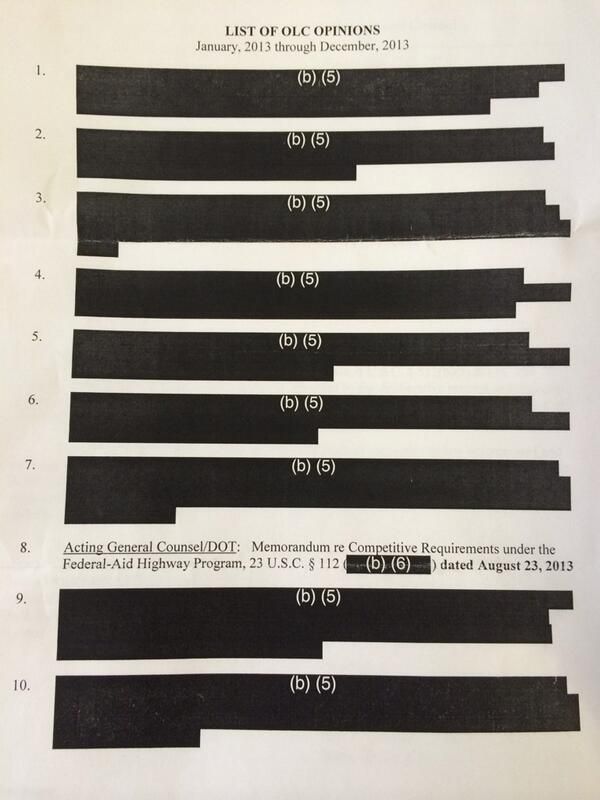 LIST OF OLC OPINIONS
January, 2013 through December, 2013
1. (b) (5)
2. (b) (5)
3. (b) (5)
4. (b) (5)
5. (b) (5)
6. (b) (5)
7. (b) (5)
8. Acting General Counsel/DOT: Memorandum re Competitive Requirements under the
Federal-Aid Highway Program, 23 U.S.C. § 112 ( (b) (6) ) dated August 23, 2013
9. (b) (5)
10. (b) (5)